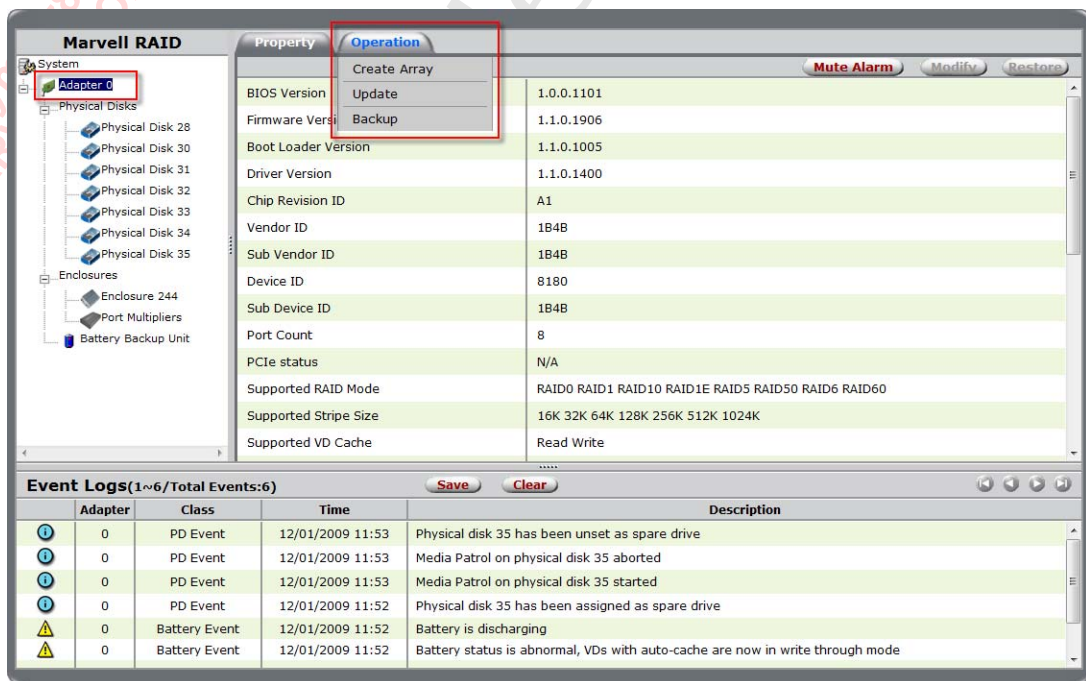 Marvell RAID
System
Adapter 0
Physical Disks
Physical Disk 28
Physical Disk 30
Physical Disk 31
Physical Disk 32
Physical Disk 33
Physical Disk 34
Physical Disk 35
Enclosures
Enclosure 244
Port Multipliers
Battery Backup Unit
Property Operation
Create Array
Update
Backup
Mute Alarm Modify Restore
BIOS Version 1.0.0.1101
Firmware Versi 1.1.0.1906
Boot Loader Version 1.1.0.1005
Driver Version 1.1.0.1400
Chip Revision ID A1
Vendor ID 1B4B
Sub Vendor ID 1B4B
Device ID 8180
Sub Device ID 1B4B
Port Count 8
PCIe status N/A
Supported RAID Mode RAID0 RAID1 RAID10 RAID1E RAID5 RAID50 RAID6 RAID60
Supported Stripe Size 16K 32K 64K 128K 256K 512K 1024K
Supported VD Cache Read Write
Event Logs(1~6/Total Events:6) Save Clear
Adapter Class Time Description
0 PD Event 12/01/2009 11:53 Physical disk 35 has been unset as spare drive
0 PD Event 12/01/2009 11:53 Media Patrol on physical disk 35 aborted
0 PD Event 12/01/2009 11:53 Media Patrol on physical disk 35 started
0 PD Event 12/01/2009 11:52 Physical disk 35 has been assigned as spare drive
0 Battery Event 12/01/2009 11:52 Battery is discharging
0 Battery Event 12/01/2009 11:52 Battery status is abnormal, VDs with auto-cache are now in write through mode